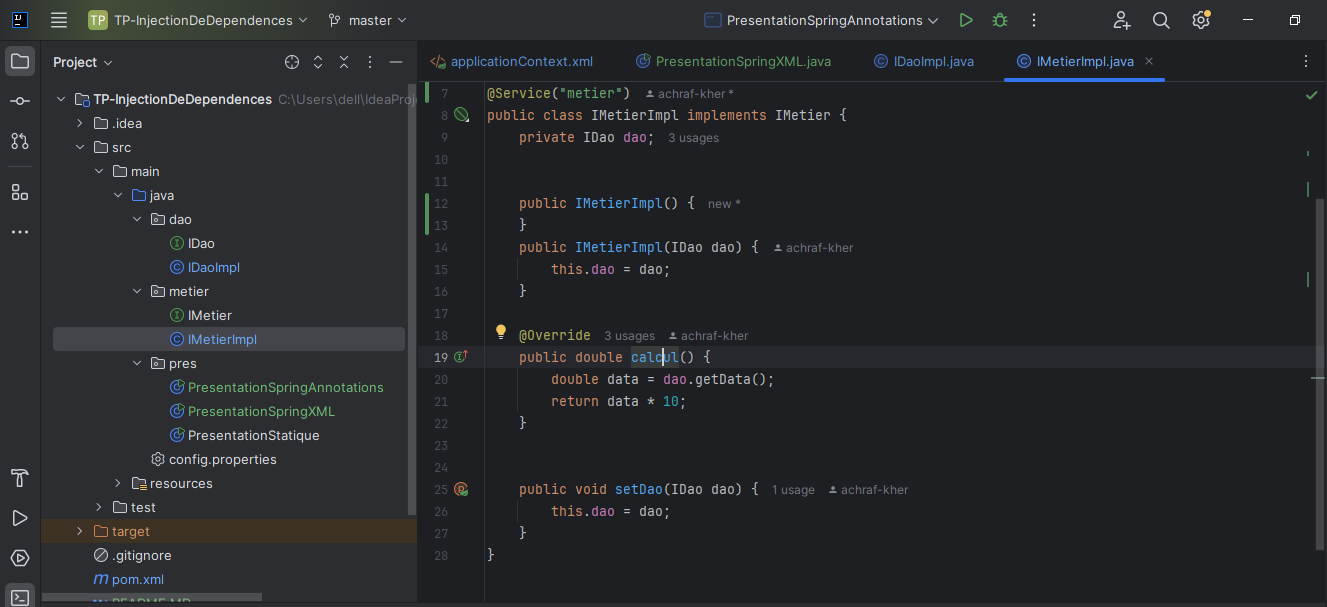 TP TP-InjectionDeDependences master PresentationSpringAnnotations
Project
applicationContext.xml PresentationSpringXML.java IDaoImpl.java IMetierImpl.java
TP-InjectionDeDependences C:\Users\dell\IdeaProj
.idea
src
main
java
dao
IDao
IDaoImpl
metier
IMetier
IMetierImpl
pres
PresentationSpringAnnotations
PresentationSpringXML
PresentationStatique
config.properties
resources
test
target
.gitignore
pom.xml
README.MD
7 @Service("metier") achraf-kher *
8 public class IMetierImpl implements IMetier {
9 private IDao dao; 3 usages
10
11
12 public IMetierImpl() { new *
13 }
14 public IMetierImpl(IDao dao) { achraf-kher
15 this.dao = dao;
16 }
17
18 @Override 3 usages achraf-kher
19 public double calcul() {
20 double data = dao.getData();
21 return data * 10;
22 }
23
24
25 public void setDao(IDao dao) { 1 usage achraf-kher
26 this.dao = dao;
27 }
28 }